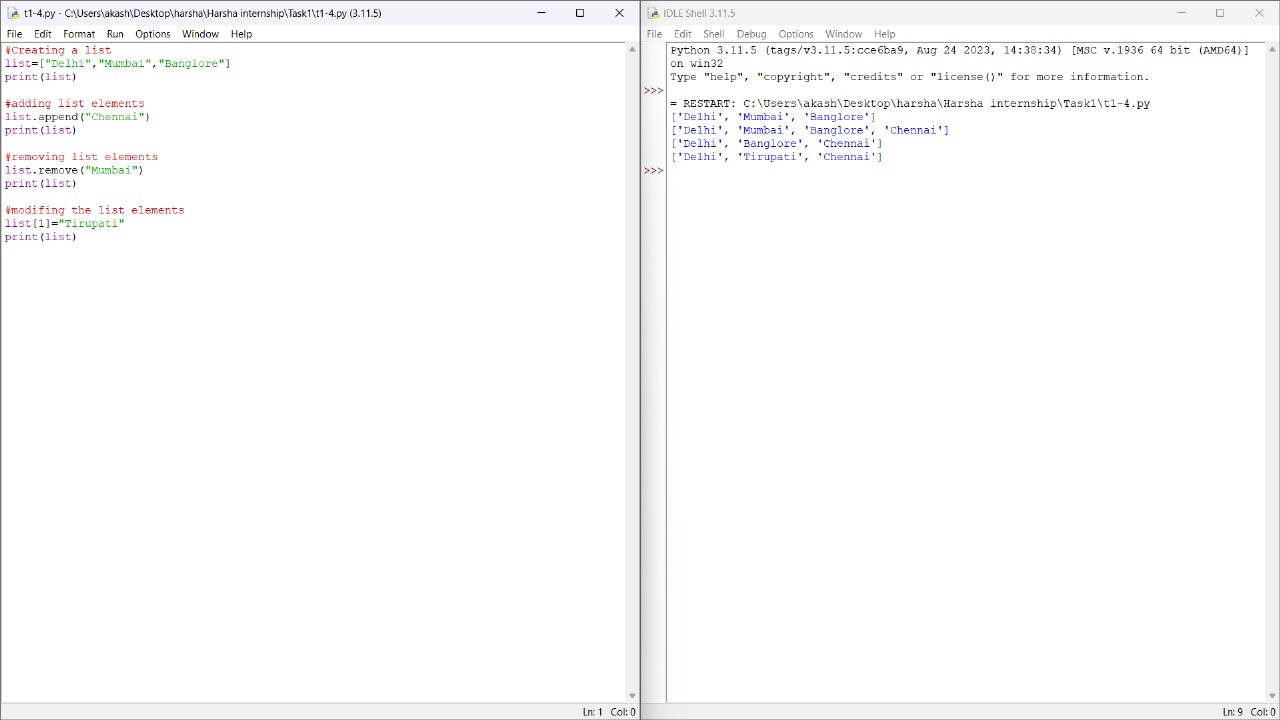 t1-4.py - C:\Users\akash\Desktop\harsha\Harsha internship\Task1\t1-4.py (3.11.5)
File Edit Format Run Options Window Help
#Creating a list
list=["Delhi","Mumbai","Banglore"]
print(list)
#adding list elements
list.append("Chennai")
print(list)
#removing list elements
list.remove("Mumbai")
print(list)
#modifing the list elements
list[1]="Tirupati"
print(list)
Ln: 1 Col: 0
IDLE Shell 3.11.5
File Edit Shell Debug Options Window Help
Python 3.11.5 (tags/v3.11.5:cce6ba9, Aug 24 2023, 14:38:34) [MSC v.1936 64 bit (AMD64)]
on win32
Type "help", "copyright", "credits" or "license()" for more information.
>>>
= RESTART: C:\Users\akash\Desktop\harsha\Harsha internship\Task1\t1-4.py
['Delhi', 'Mumbai', 'Banglore']
['Delhi', 'Mumbai', 'Banglore', 'Chennai']
['Delhi', 'Banglore', 'Chennai']
['Delhi', 'Tirupati', 'Chennai']
>>>
Ln: 9 Col: 0